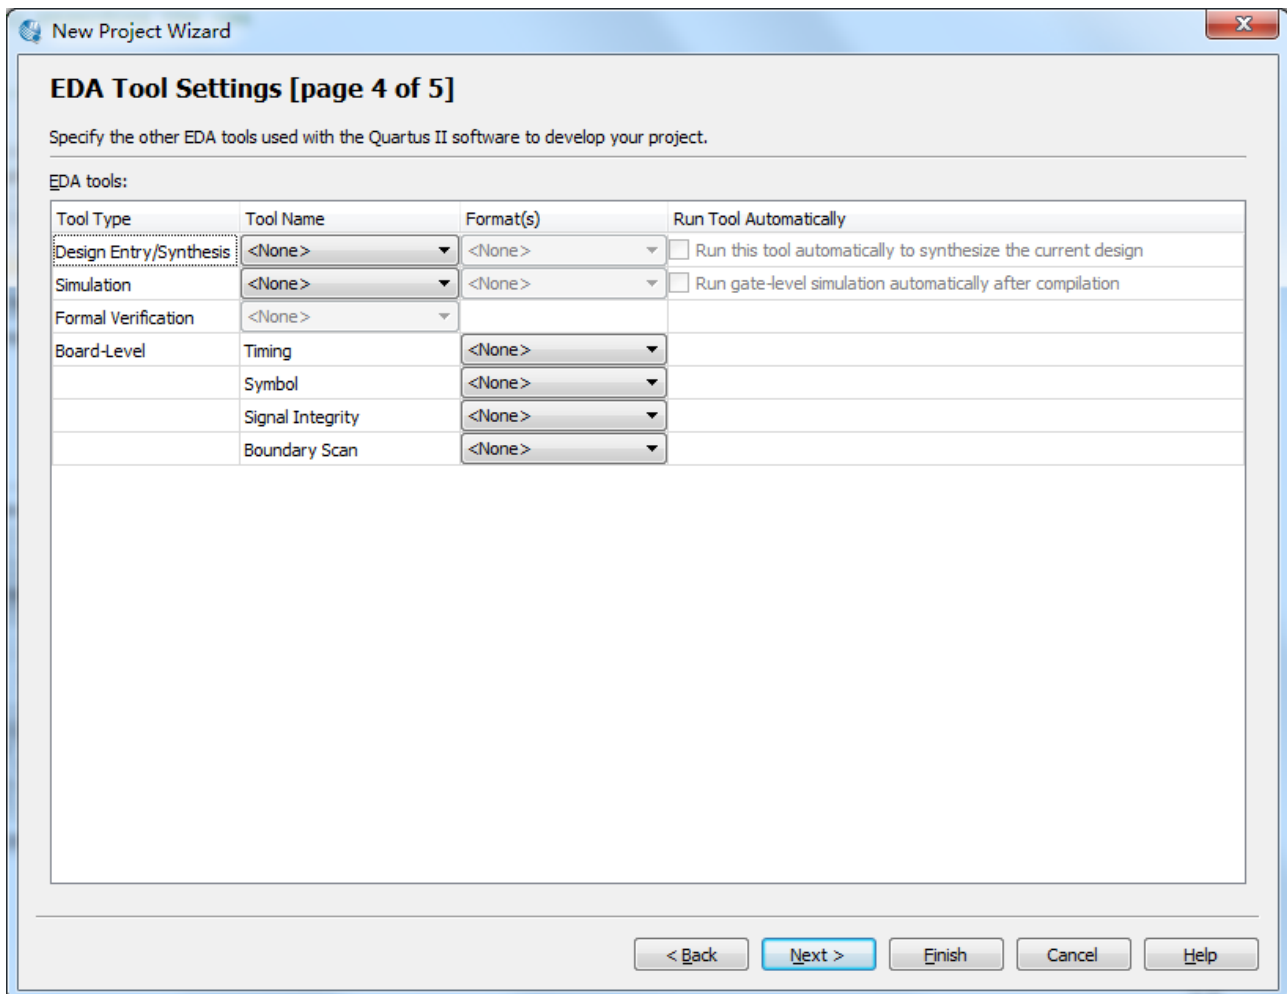 New Project Wizard
EDA Tool Settings [page 4 of 5]
Specify the other EDA tools used with the Quartus II software to develop your project.
EDA tools:
Tool Type Tool Name Format(s) Run Tool Automatically
Design Entry/Synthesis <None> <None> Run this tool automatically to synthesize the current design
Simulation <None> <None> Run gate-level simulation automatically after compilation
Formal Verification <None>
Board-Level Timing <None>
Symbol <None>
Signal Integrity <None>
Boundary Scan <None>
< Back Next > Finish Cancel Help